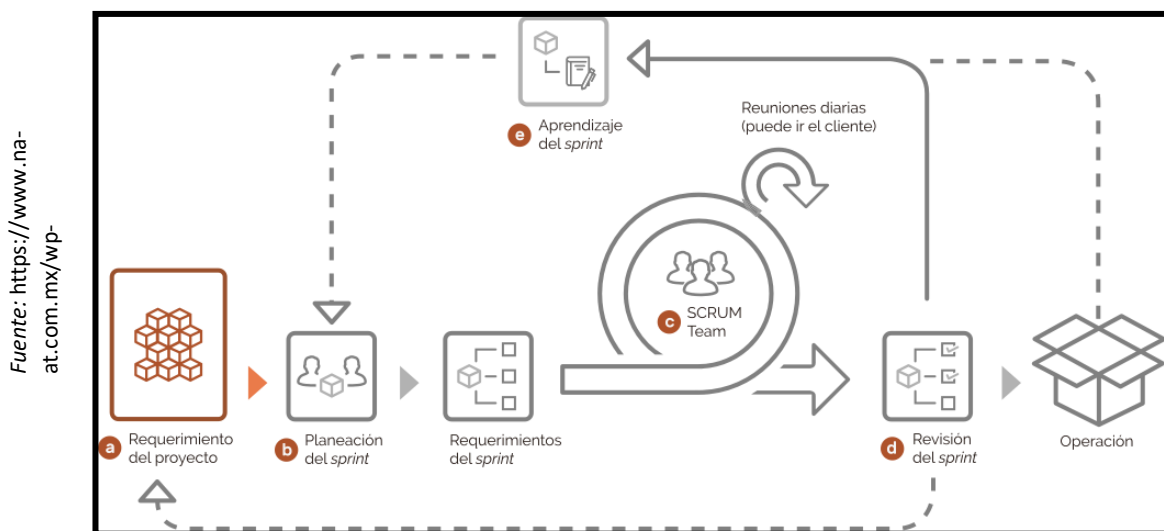 Fuente: https://www.na-
at.com.mx/wp-
e Aprendizaje
del sprint
Reuniones diarias
(puede ir el cliente)
c SCRUM
Team
a Requerimiento
del proyecto
b Planeación
del sprint
Requerimientos
del sprint
d Revisión
del sprint
Operación